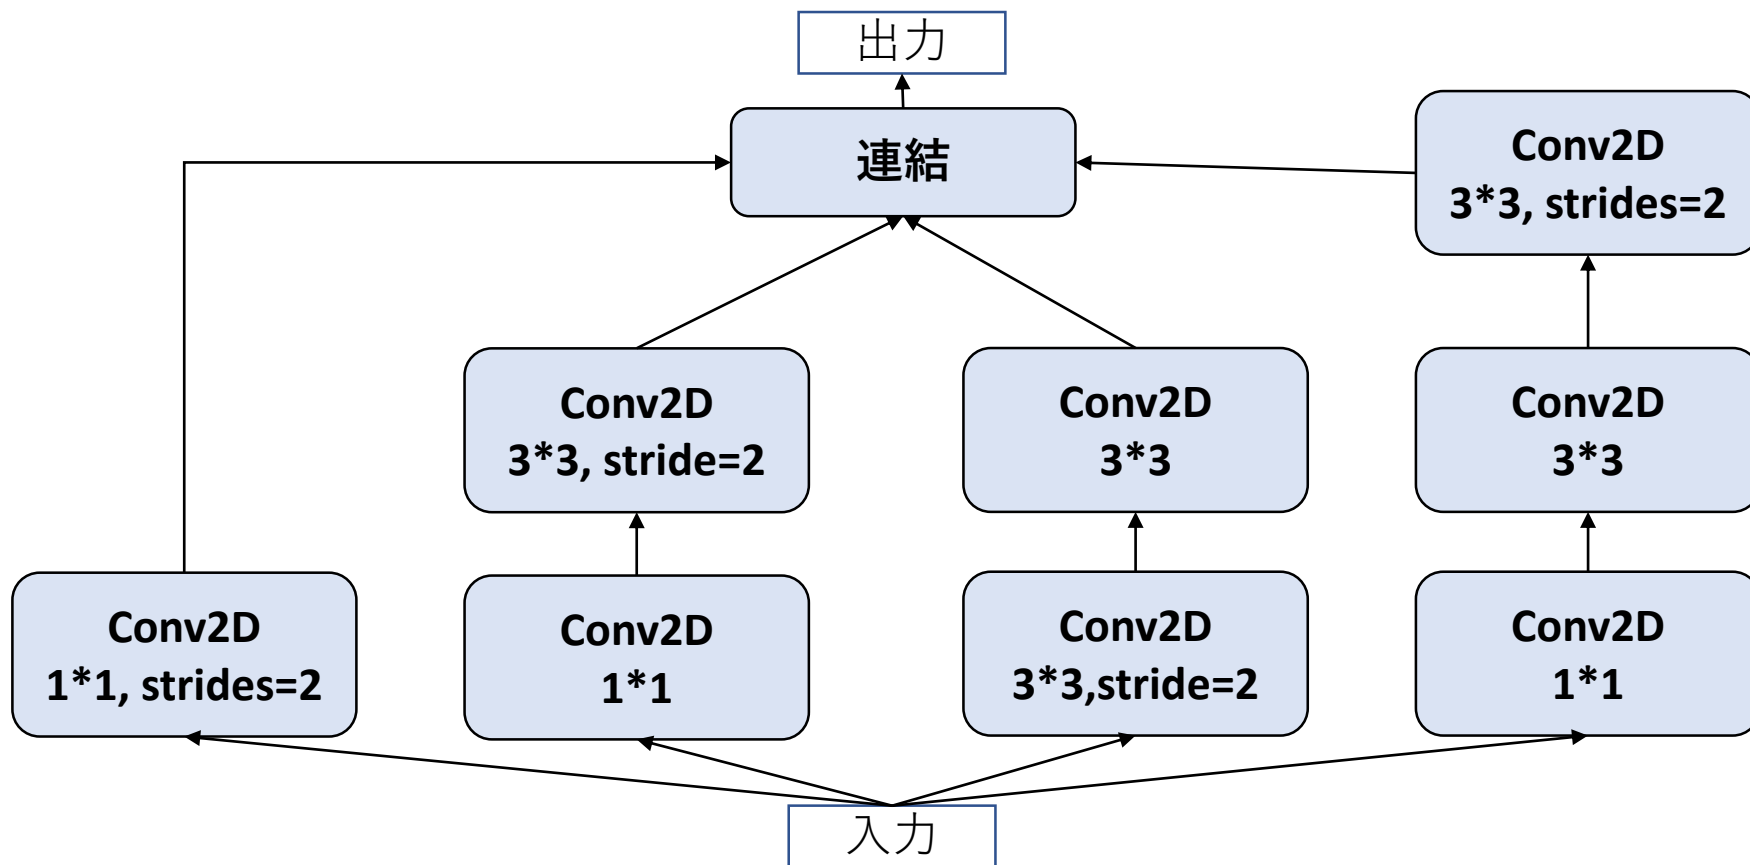 出力
連結
Conv2D
3*3, strides=2
Conv2D
3*3, stride=2
Conv2D
3*3
Conv2D
3*3
Conv2D
1*1, strides=2
Conv2D
1*1
Conv2D
3*3,stride=2
Conv2D
1*1
入力